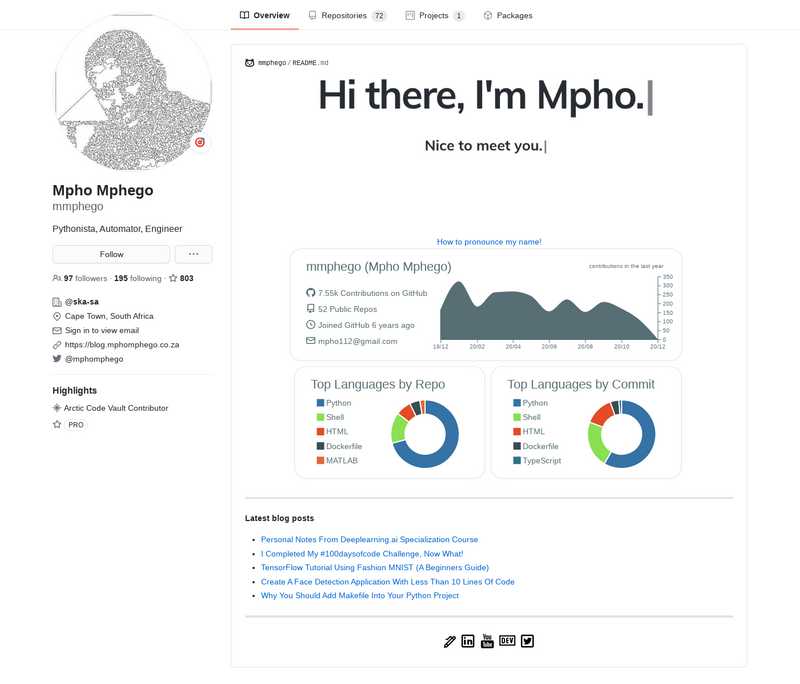 Overview
Repositories 72
Projects 1
Packages
Mpho Mphego
mmphego
Pythonista, Automator, Engineer
Follow
...
97 followers · 195 following · 803
@ska-sa
Cape Town, South Africa
Sign in to view email
https://blog.mphomphego.co.za
@mphomphego
Highlights
Arctic Code Vault Contributor
PRO
mmphego/README.md
Hi there, I'm Mpho.
Nice to meet you.
How to pronounce my name!
mmphego (Mpho Mphego)
contributions in the last year
7.55k Contributions on GitHub
52 Public Repos
Joined GitHub 6 years ago
mpho112@gmail.com
350
300
250
200
150
100
50
0
19/12 20/02 20/04 20/06 20/08 20/10 20/12
Top Languages by Repo
Python
Shell
HTML
Dockerfile
MATLAB
Top Languages by Commit
Python
Shell
HTML
Dockerfile
TypeScript
Latest blog posts
Personal Notes From Deeplearning.ai Specialization Course
I Completed My #100daysofcode Challenge, Now What!
TensorFlow Tutorial Using Fashion MNIST (A Beginners Guide)
Create A Face Detection Application With Less Than 10 Lines Of Code
Why You Should Add Makefile Into Your Python Project
in You Tube DEV